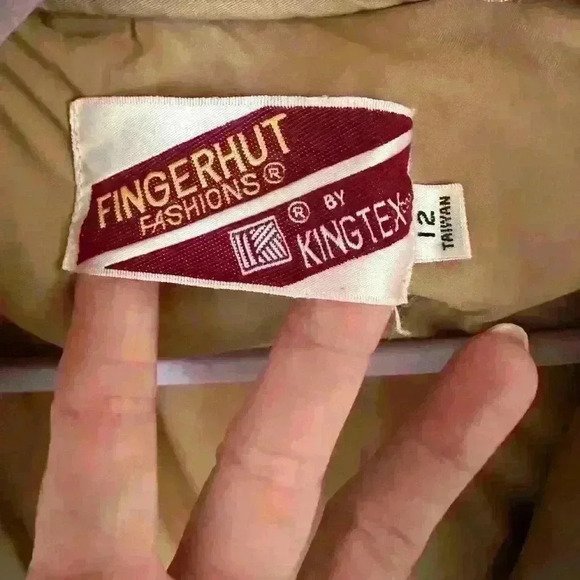 FINGERHUT
FASHIONS®
® BY
KINGTEX
12
TAIWAN